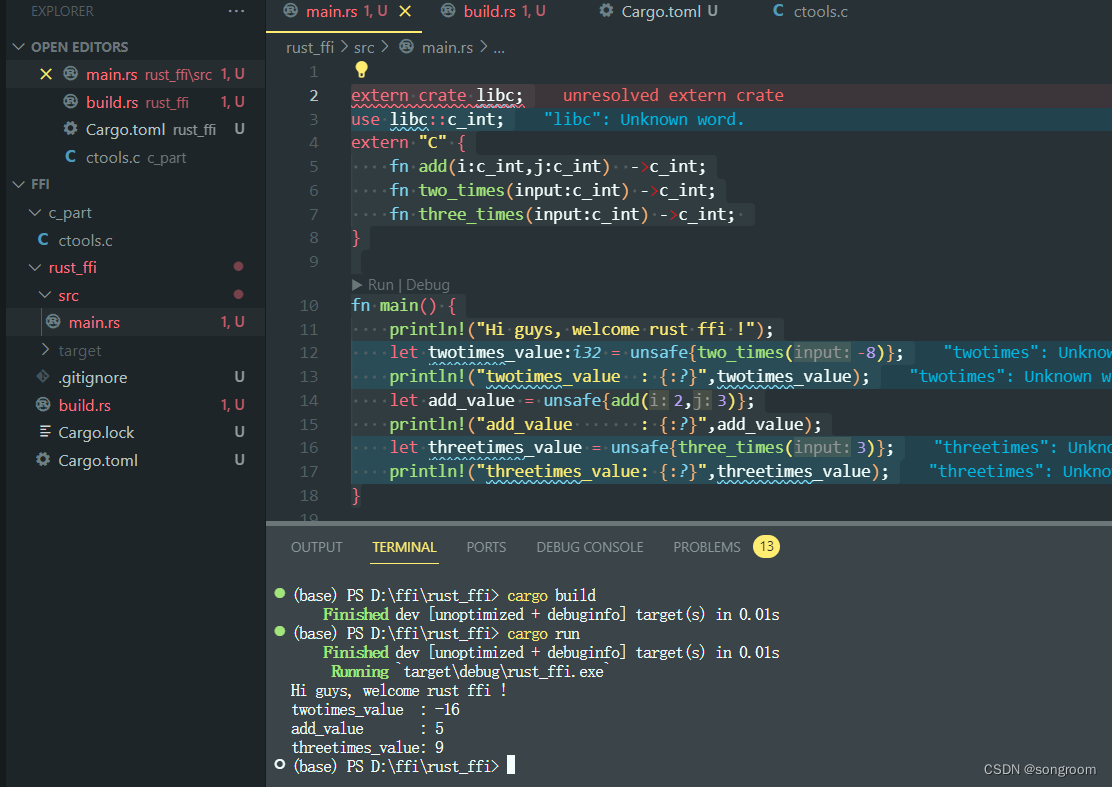 EXPLORER ...
main.rs 1, U
build.rs 1, U
Cargo.toml U
C ctools.c
OPEN EDITORS
main.rs rust_ffi\src 1, U
build.rs rust_ffi 1, U
Cargo.toml rust_ffi U
C ctools.c c_part
FFI
c_part
C ctools.c
rust_ffi
src
main.rs 1, U
target
.gitignore U
build.rs 1, U
Cargo.lock U
Cargo.toml U
rust_ffi > src > main.rs > ...
1
2 extern crate libc; unresolved extern crate
3 use libc::c_int; "libc": Unknown word.
4 extern "C" {
5 ····fn add(i:c_int,j:c_int) ->c_int;
6 ····fn two_times(input:c_int) ->c_int;
7 ····fn three_times(input:c_int) ->c_int;·
8 }
9
Run | Debug
10 fn main() {
11 ····println!("Hi guys, welcome rust ffi !");
12 ····let twotimes_value:i32 = unsafe{two_times(input: -8)}; "twotimes": Unknow
13 ····println!("twotimes_value : {:?}",twotimes_value); "twotimes": Unknown w
14 ····let add_value = unsafe{add(i: 2,j: 3)};
15 ····println!("add_value : {:?}",add_value);
16 ····let threetimes_value = unsafe{three_times(input: 3)}; "threetimes": Unkno
17 ····println!("threetimes_value: {:?}",threetimes_value); "threetimes": Unkno
18 }
19
OUTPUT TERMINAL PORTS DEBUG CONSOLE PROBLEMS 13
(base) PS D:\ffi\rust_ffi> cargo build
Finished dev [unoptimized + debuginfo] target(s) in 0.01s
(base) PS D:\ffi\rust_ffi> cargo run
Finished dev [unoptimized + debuginfo] target(s) in 0.01s
Running `target\debug\rust_ffi.exe`
Hi guys, welcome rust ffi !
twotimes_value : -16
add_value : 5
threetimes_value: 9
(base) PS D:\ffi\rust_ffi>
CSDN @songroom